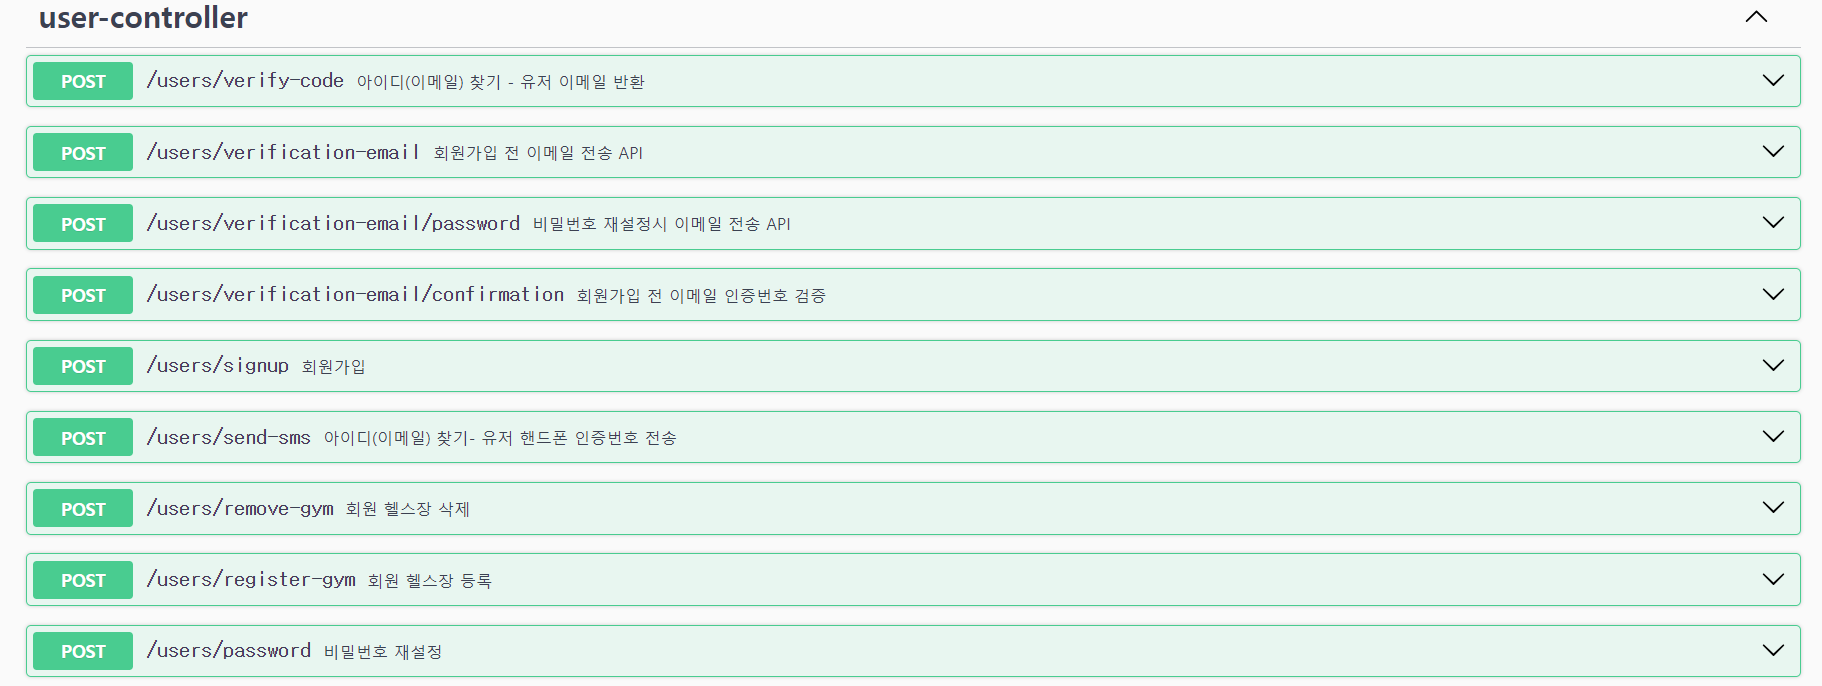 user-controller
POST /users/verify-code 아이디(이메일) 찾기 - 유저 이메일 반환
POST /users/verification-email 회원가입 전 이메일 전송 API
POST /users/verification-email/password 비밀번호 재설정시 이메일 전송 API
POST /users/verification-email/confirmation 회원가입 전 이메일 인증번호 검증
POST /users/signup 회원가입
POST /users/send-sms 아이디(이메일) 찾기- 유저 핸드폰 인증번호 전송
POST /users/remove-gym 회원 헬스장 삭제
POST /users/register-gym 회원 헬스장 등록
POST /users/password 비밀번호 재설정